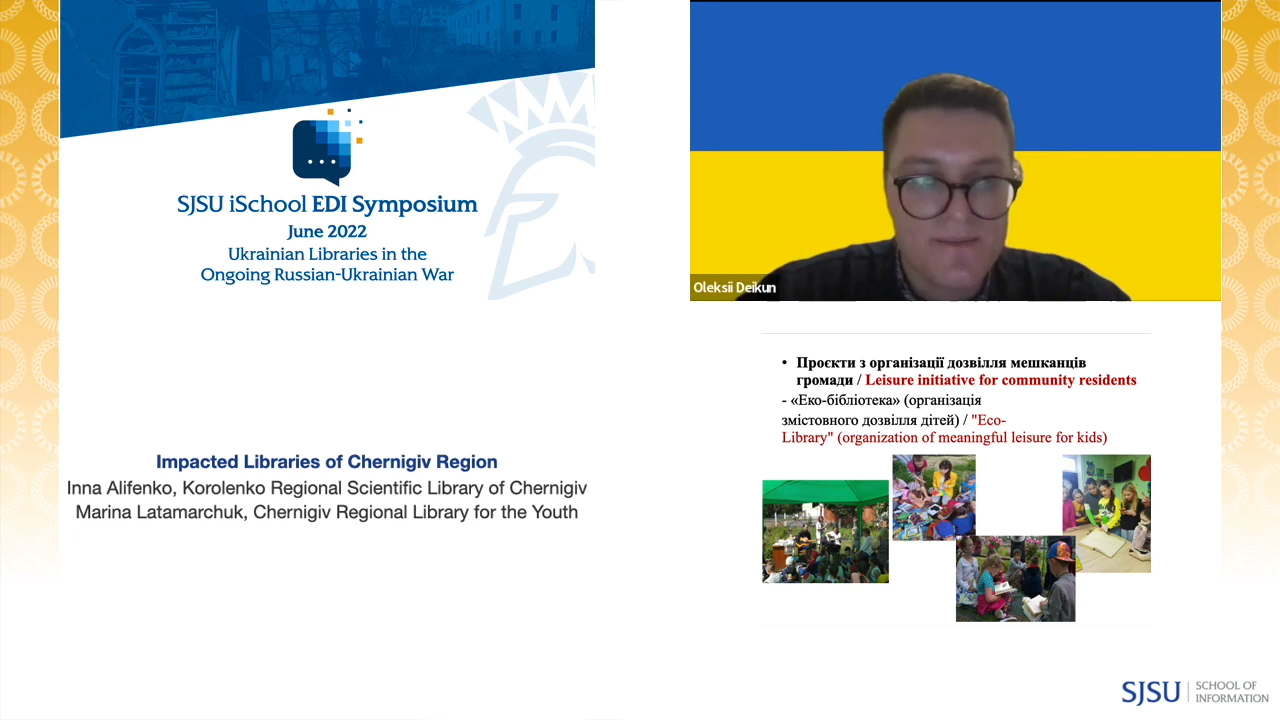 SJSU iSchool EDI Symposium
June 2022
Ukrainian Libraries in the
Ongoing Russian-Ukrainian War
Impacted Libraries of Chernigiv Region
Inna Alifenko, Korolenko Regional Scientific Library of Chernigiv
Marina Latamarchuk, Chernigiv Regional Library for the Youth
Oleksii Deikun
• Проєкти з організації дозвілля мешканців
громади / Leisure initiative for community residents
- «Еко-бібліотека» (організація
змістовного дозвілля дітей) / "Eco-
Library" (organization of meaningful leisure for kids)
SJSU | SCHOOL OF
INFORMATION